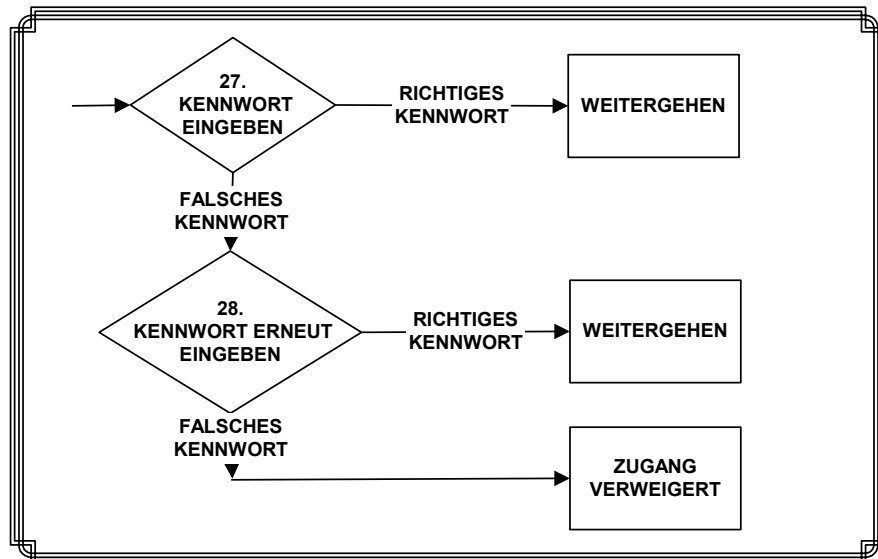 27.
KENNWORT
EINGEBEN
RICHTIGES
KENNWORT
WEITERGEHEN
FALSCHES
KENNWORT
28.
KENNWORT ERNEUT
EINGEBEN
RICHTIGES
KENNWORT
WEITERGEHEN
FALSCHES
KENNWORT
ZUGANG
VERWEIGERT